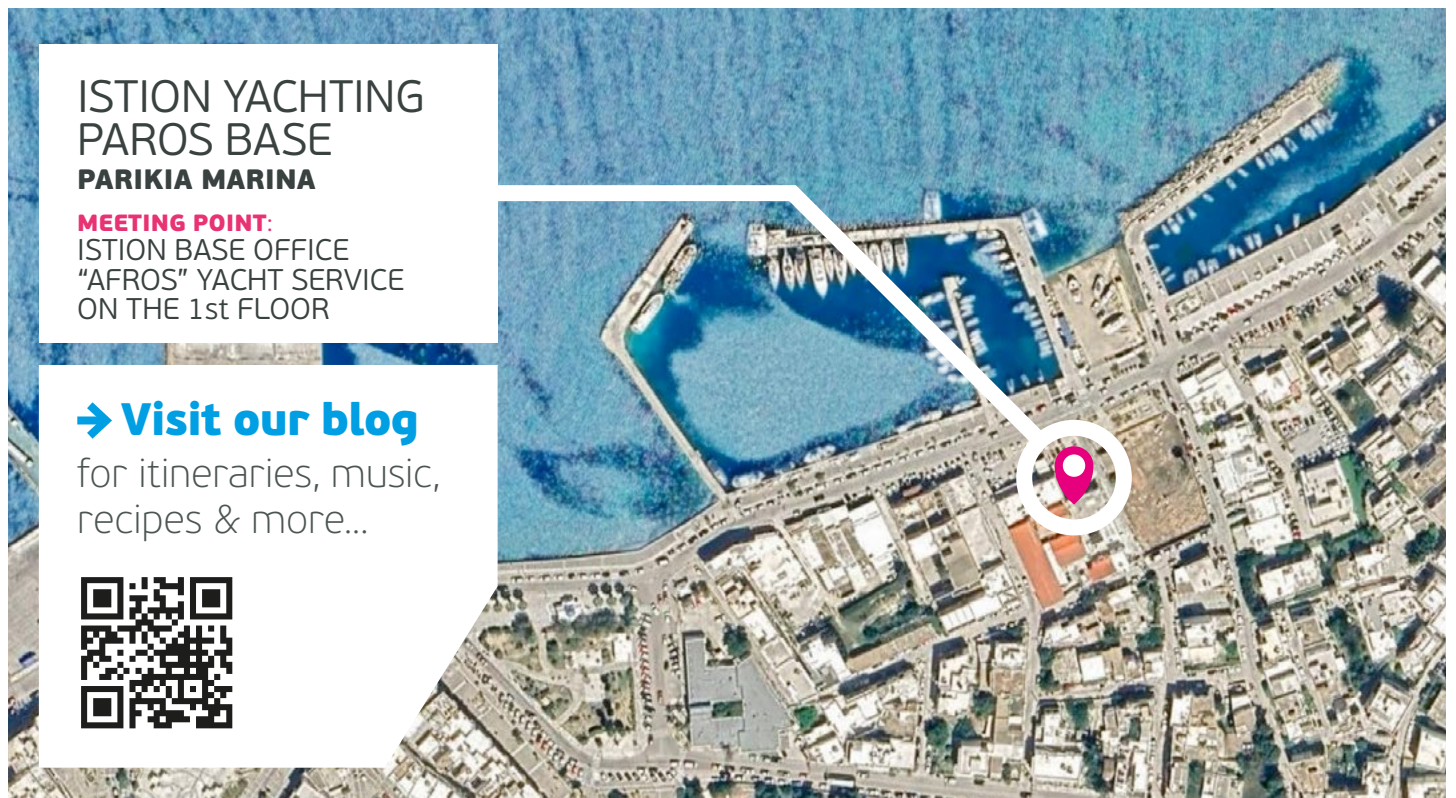 ISTION YACHTING
PAROS BASE
PARIKIA MARINA
MEETING POINT:
ISTION BASE OFFICE
“AFROS” YACHT SERVICE
ON THE 1st FLOOR
→ Visit our blog
for itineraries, music,
recipes & more...